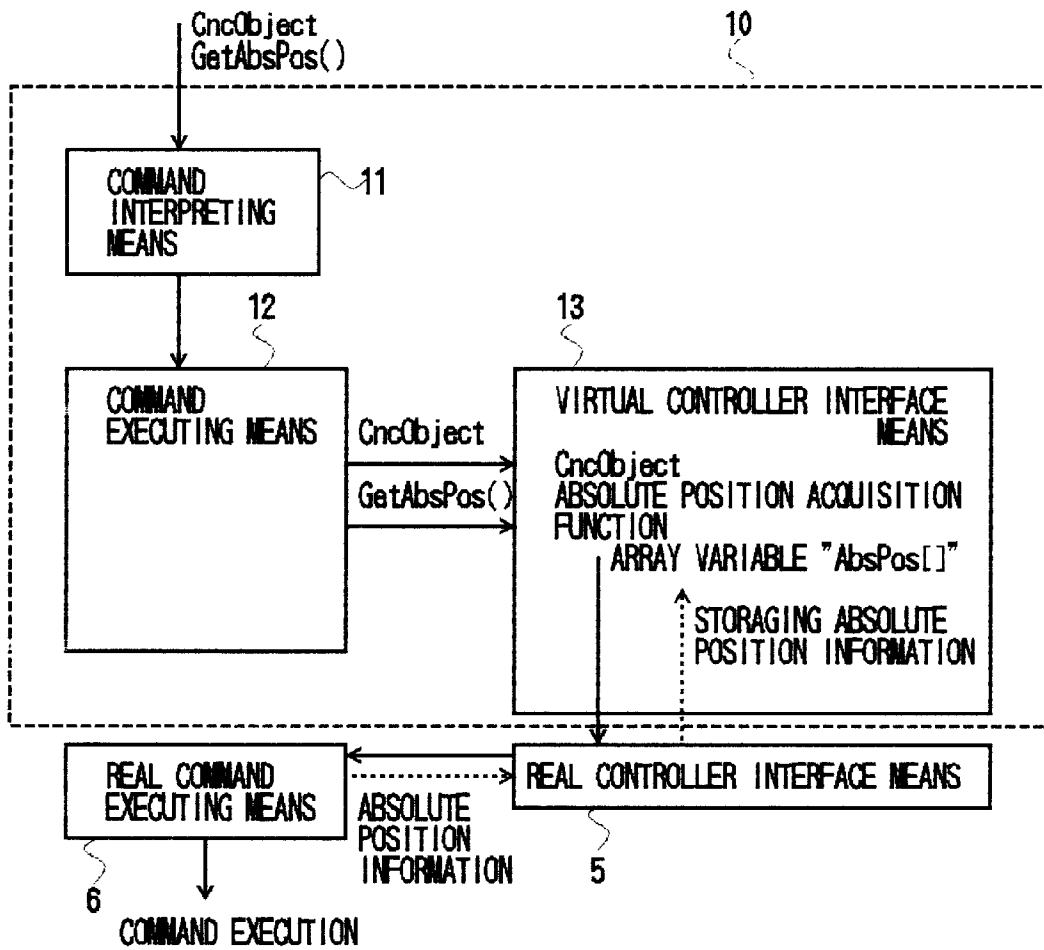 CncObject
GetAbsPos()
10
COMMAND
INTERPRETING
MEANS
11
12
13
COMMAND
EXECUTING MEANS
CncObject
GetAbsPos()
VIRTUAL CONTROLLER INTERFACE
MEANS
CncObject
ABSOLUTE POSITION ACQUISITION
FUNCTION
ARRAY VARIABLE "AbsPos[]"
STORAGING ABSOLUTE
POSITION INFORMATION
REAL COMMAND
EXECUTING MEANS
ABSOLUTE
POSITION
INFORMATION
REAL CONTROLLER INTERFACE MEANS
6
5
COMMAND EXECUTION